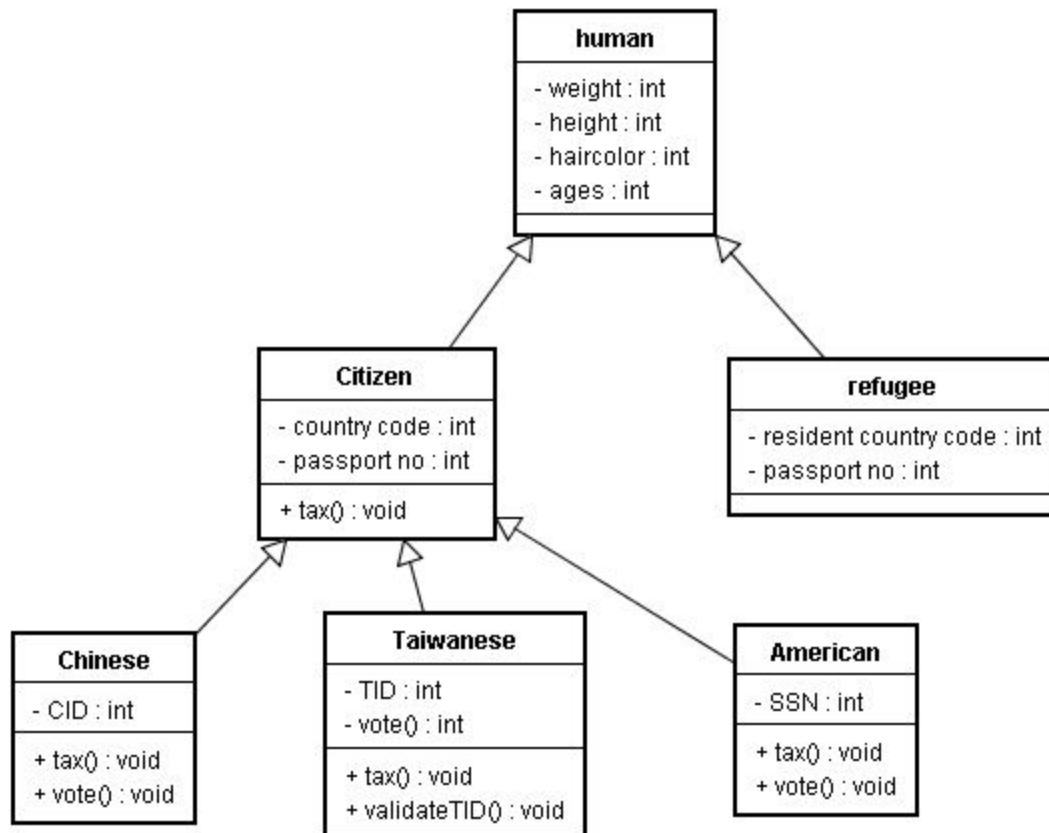 human
- weight : int
- height : int
- haircolor : int
- ages : int
Citizen
- country code : int
- passport no : int
+ tax() : void
refugee
- resident country code : int
- passport no : int
Chinese
- CID : int
+ tax() : void
+ vote() : void
Taiwanese
- TID : int
- vote() : int
+ tax() : void
+ validateTID() : void
American
- SSN : int
+ tax() : void
+ vote() : void